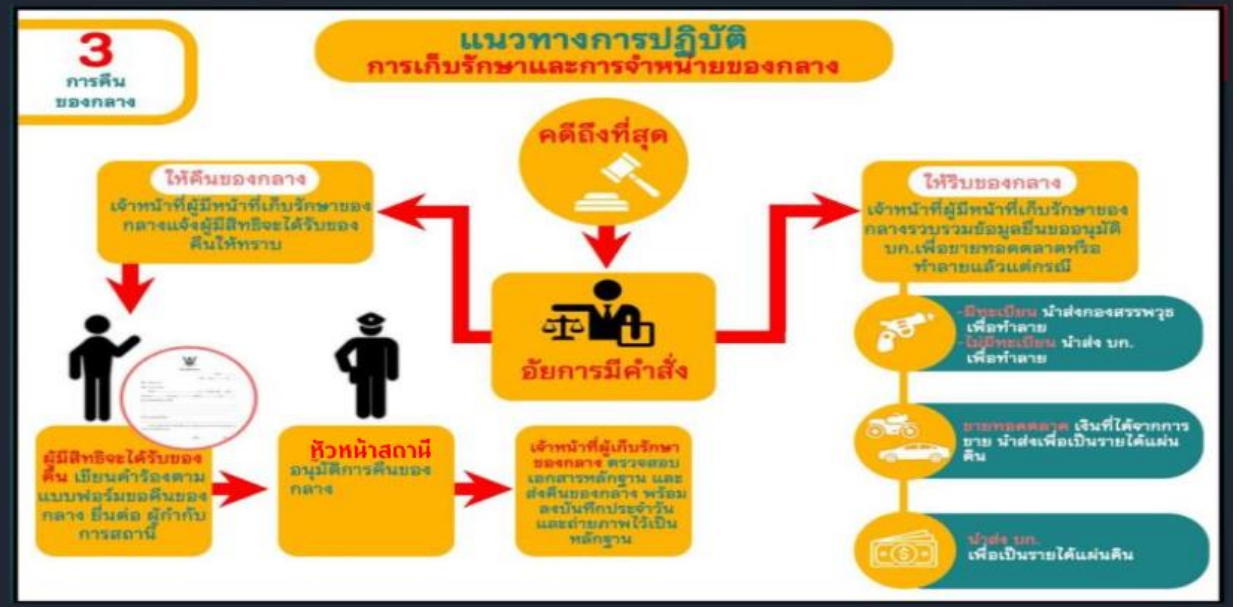 3
การคืน
ของกลาง
แนวทางการปฏิบัติ
การเก็บรักษาและการจำหน่ายของกลาง
คดีถึงที่สุด
อัยการมีคำสั่ง
ให้คืนของกลาง
เจ้าหน้าที่ผู้มีหน้าที่เก็บรักษาของ
กลางแจ้งผู้มีสิทธิจะได้รับของ
คืนให้ทราบ
ผู้มีสิทธิจะได้รับของ
คืน เขียนคำร้องตาม
แบบฟอร์มขอคืนของ
กลาง ยื่นต่อ ผู้กำกับ
การสถานี
หัวหน้าสถานี
อนุมัติการคืนของ
กลาง
เจ้าหน้าที่ผู้เก็บรักษา
ของกลาง ตรวจสอบ
เอกสารหลักฐาน และ
ส่งคืนของกลาง พร้อม
ลงบันทึกประจำวัน
และถ่ายภาพไว้เป็น
หลักฐาน
ให้ริบของกลาง
เจ้าหน้าที่ผู้มีหน้าที่เก็บรักษาของ
กลางรวบรวมข้อมูลยื่นขออนุมัติ
บก.เพื่อขายทอดตลาดหรือ
ทำลายแล้วแต่กรณี
-มีทะเบียน นำส่งกองสรรพวุธ
เพื่อทำลาย
-ไม่มีทะเบียน นำส่ง บก.
เพื่อทำลาย
ขายทอดตลาด เงินที่ได้จากการ
ขาย นำส่งเพื่อเป็นรายได้แผ่น
ดิน
นำส่ง บก.
เพื่อเป็นรายได้แผ่นดิน